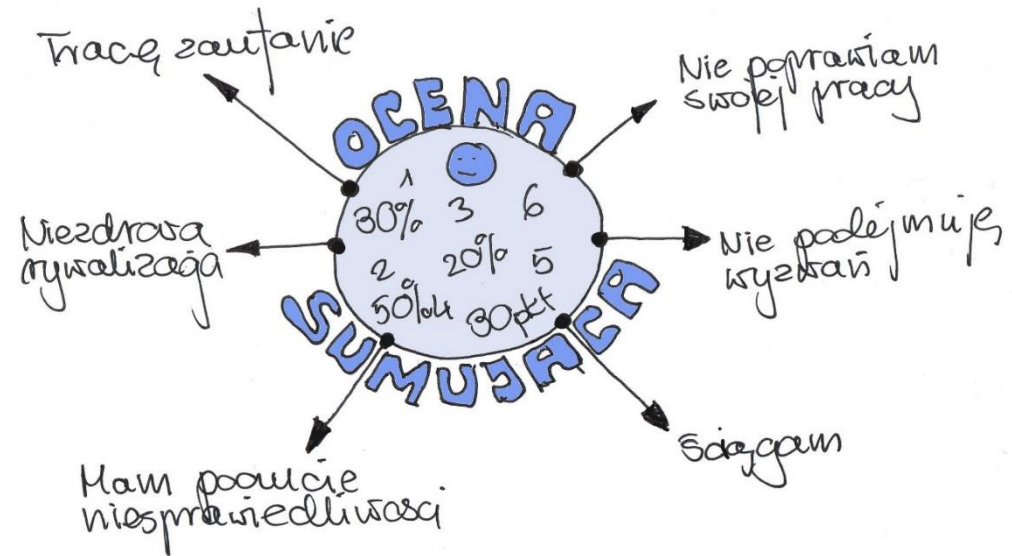 Tracę zaufanie
OCENA
Nie poprawiam
swojej pracy
1
30% 3 6
2 20% 5
50% 4 30pkt
Niezdrowa
rywalizacja
Nie podejmuję
wyzwań
SUMUJĄCA
Mam poczucie
niesprawiedliwości
Ściągam